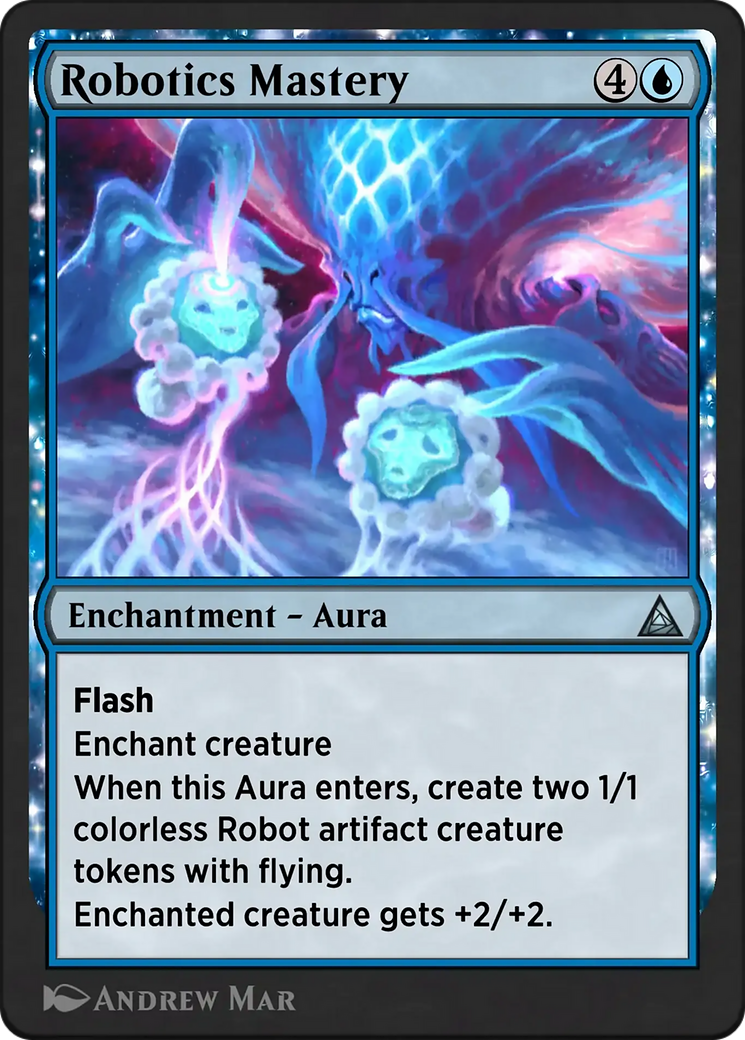 Robotics Mastery 4
Enchantment – Aura
Flash
Enchant creature
When this Aura enters, create two 1/1
colorless Robot artifact creature
tokens with flying.
Enchanted creature gets +2/+2.
Andrew Mar